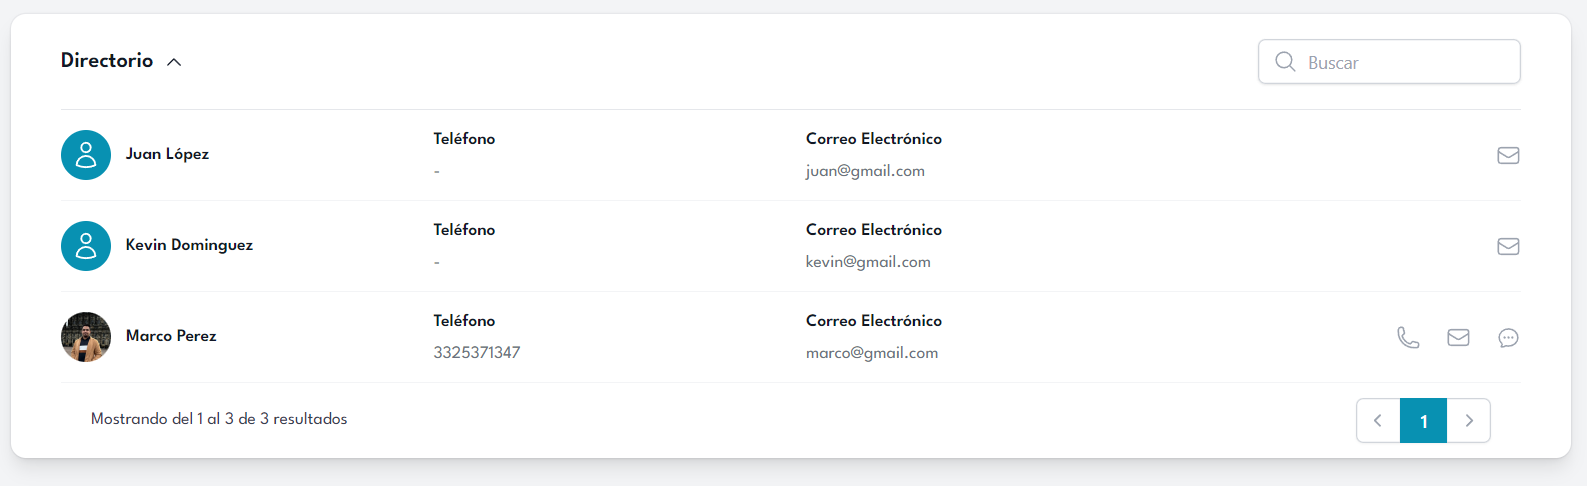 Directorio
Buscar
Juan López
Teléfono
-
Correo Electrónico
juan@gmail.com
Kevin Dominguez
Teléfono
-
Correo Electrónico
kevin@gmail.com
Marco Perez
Teléfono
3325371347
Correo Electrónico
marco@gmail.com
Mostrando del 1 al 3 de 3 resultados
1